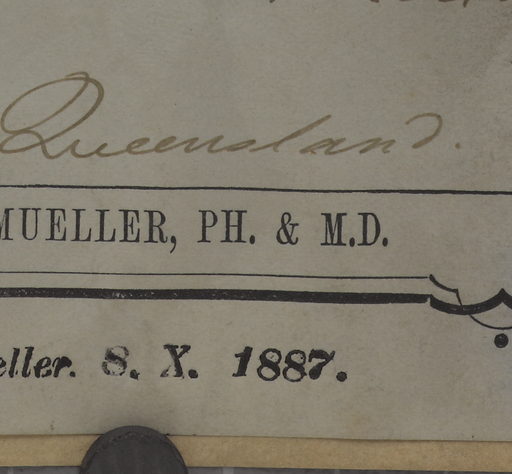 Queensland.
MUELLER, PH. & M.D.
eller. 8. X. 1887.